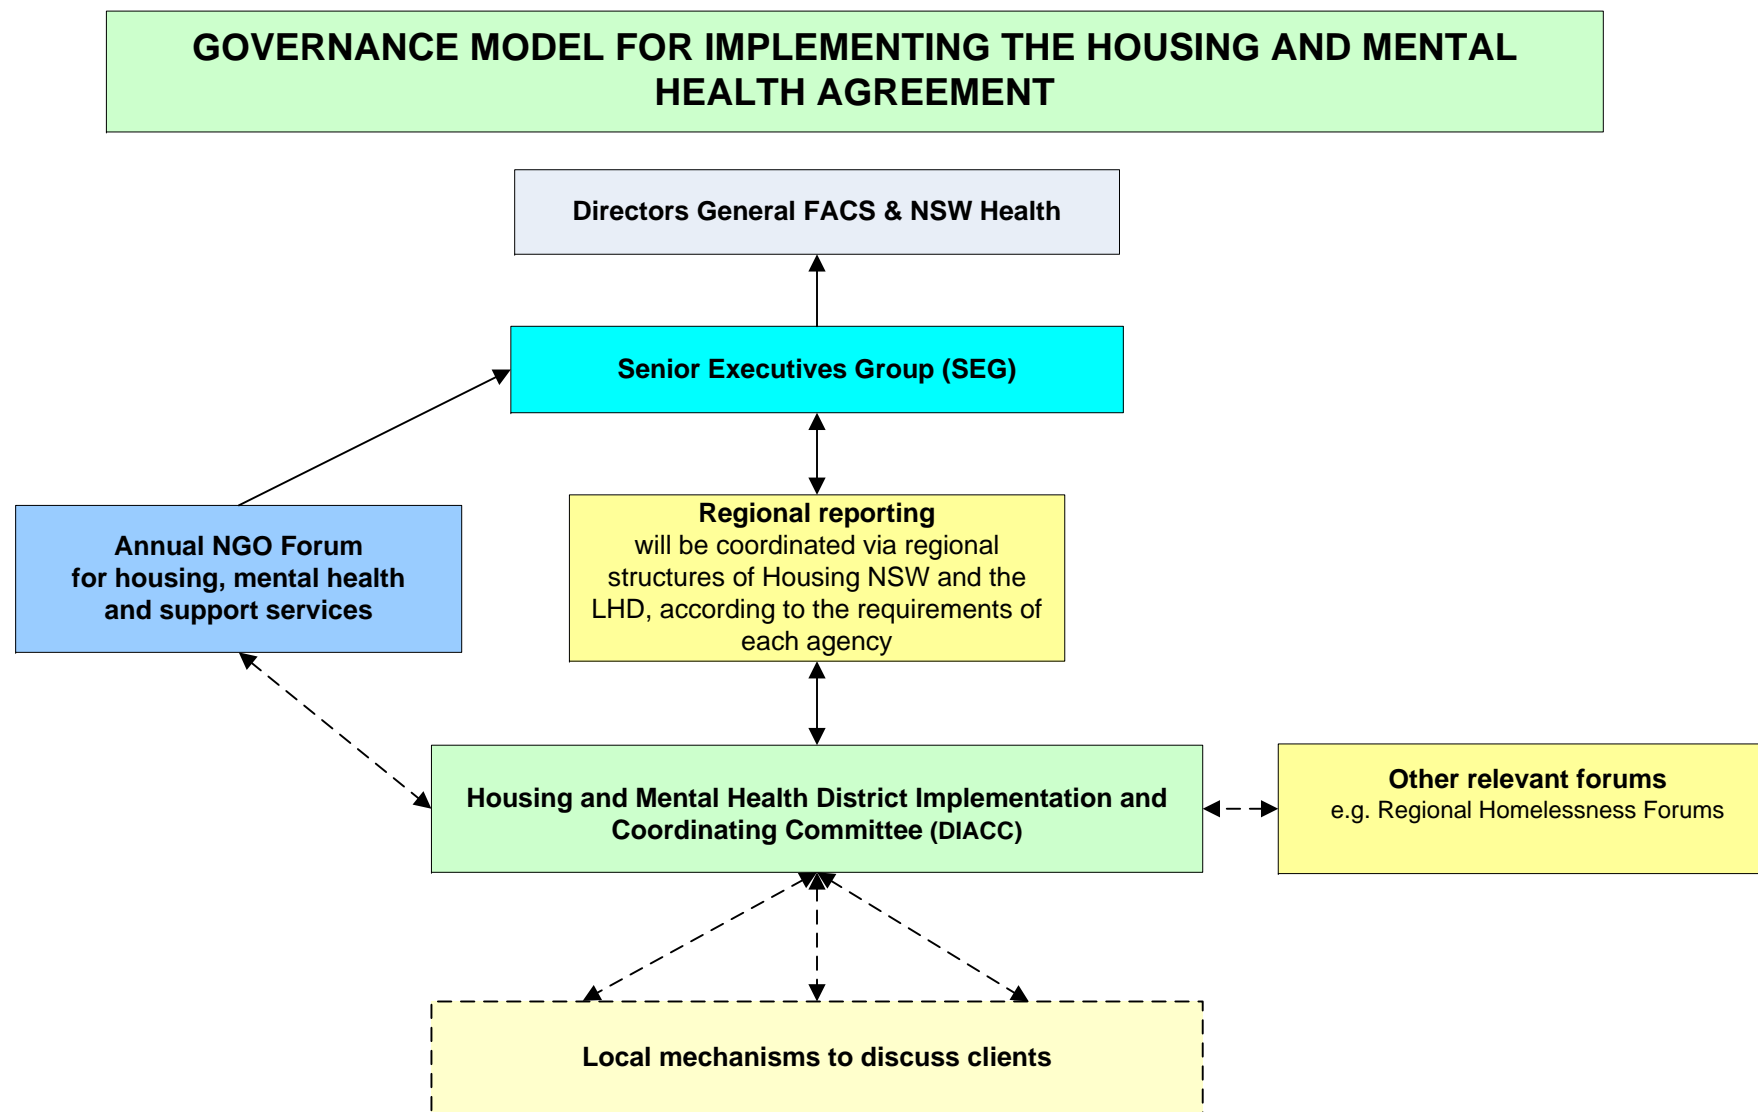 GOVERNANCE MODEL FOR IMPLEMENTING THE HOUSING AND MENTAL
HEALTH AGREEMENT
Directors General FACS & NSW Health
Senior Executives Group (SEG)
Annual NGO Forum
for housing, mental health
and support services
Regional reporting
will be coordinated via regional
structures of Housing NSW and the
LHD, according to the requirements of
each agency
Housing and Mental Health District Implementation and
Coordinating Committee (DIACC)
Other relevant forums
e.g. Regional Homelessness Forums
Local mechanisms to discuss clients